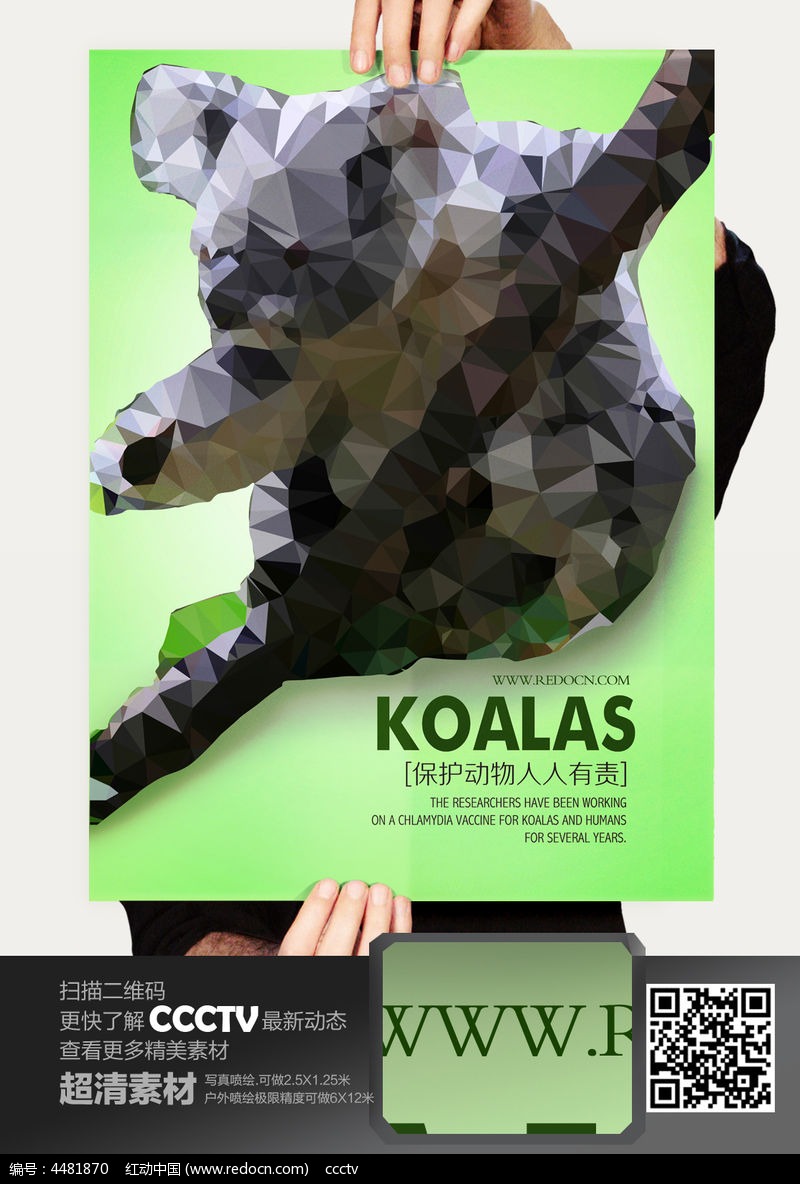 WWW.REDOCN.COM
KOALAS
[保护动物人人有责]
THE RESEARCHERS HAVE BEEN WORKING
ON A CHLAMYDIA VACCINE FOR KOALAS AND HUMANS
FOR SEVERAL YEARS.
扫描二维码
更快了解 CCCTV 最新动态
查看更多精美素材
超清素材
写真喷绘.可做2.5X1.25米
户外喷绘极限精度可做6X12米
WWW.R
编号：4481870 红动中国 (www.redocn.com) ccctv